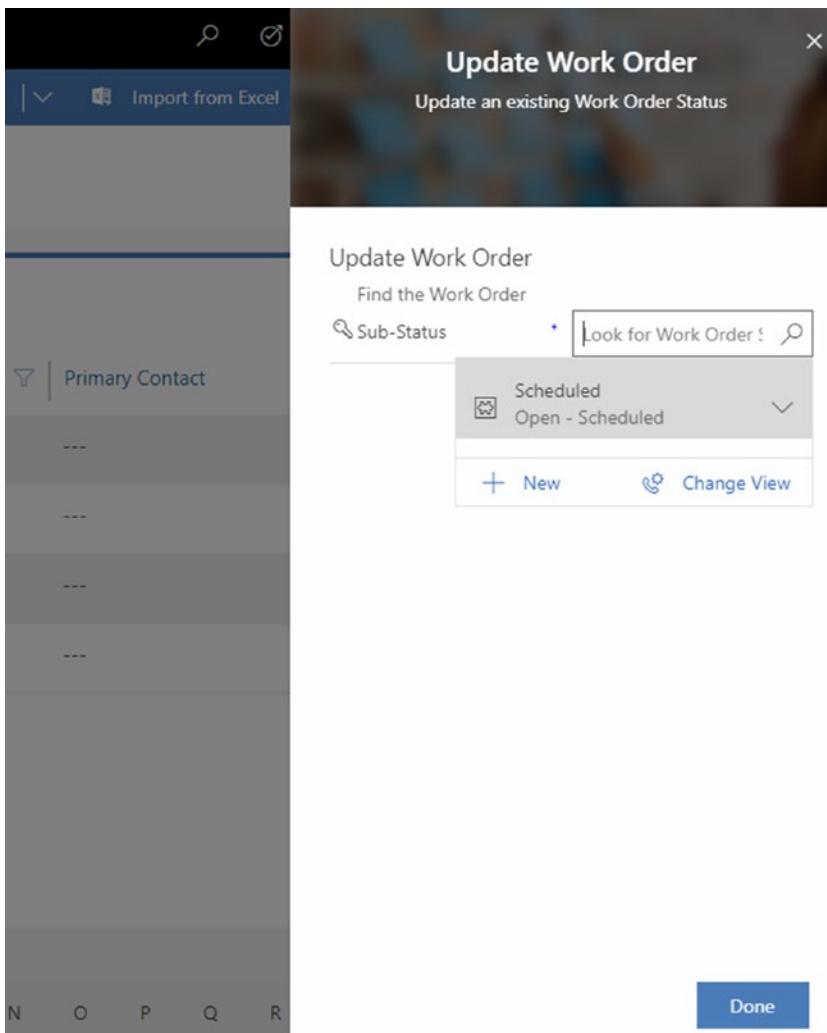 Import from Excel
Primary Contact
---
---
---
---
N O P Q R
Update Work Order
Update an existing Work Order Status
Update Work Order
Find the Work Order
Sub-Status * Look for Work Order
Scheduled
Open - Scheduled
+ New Change View
Done